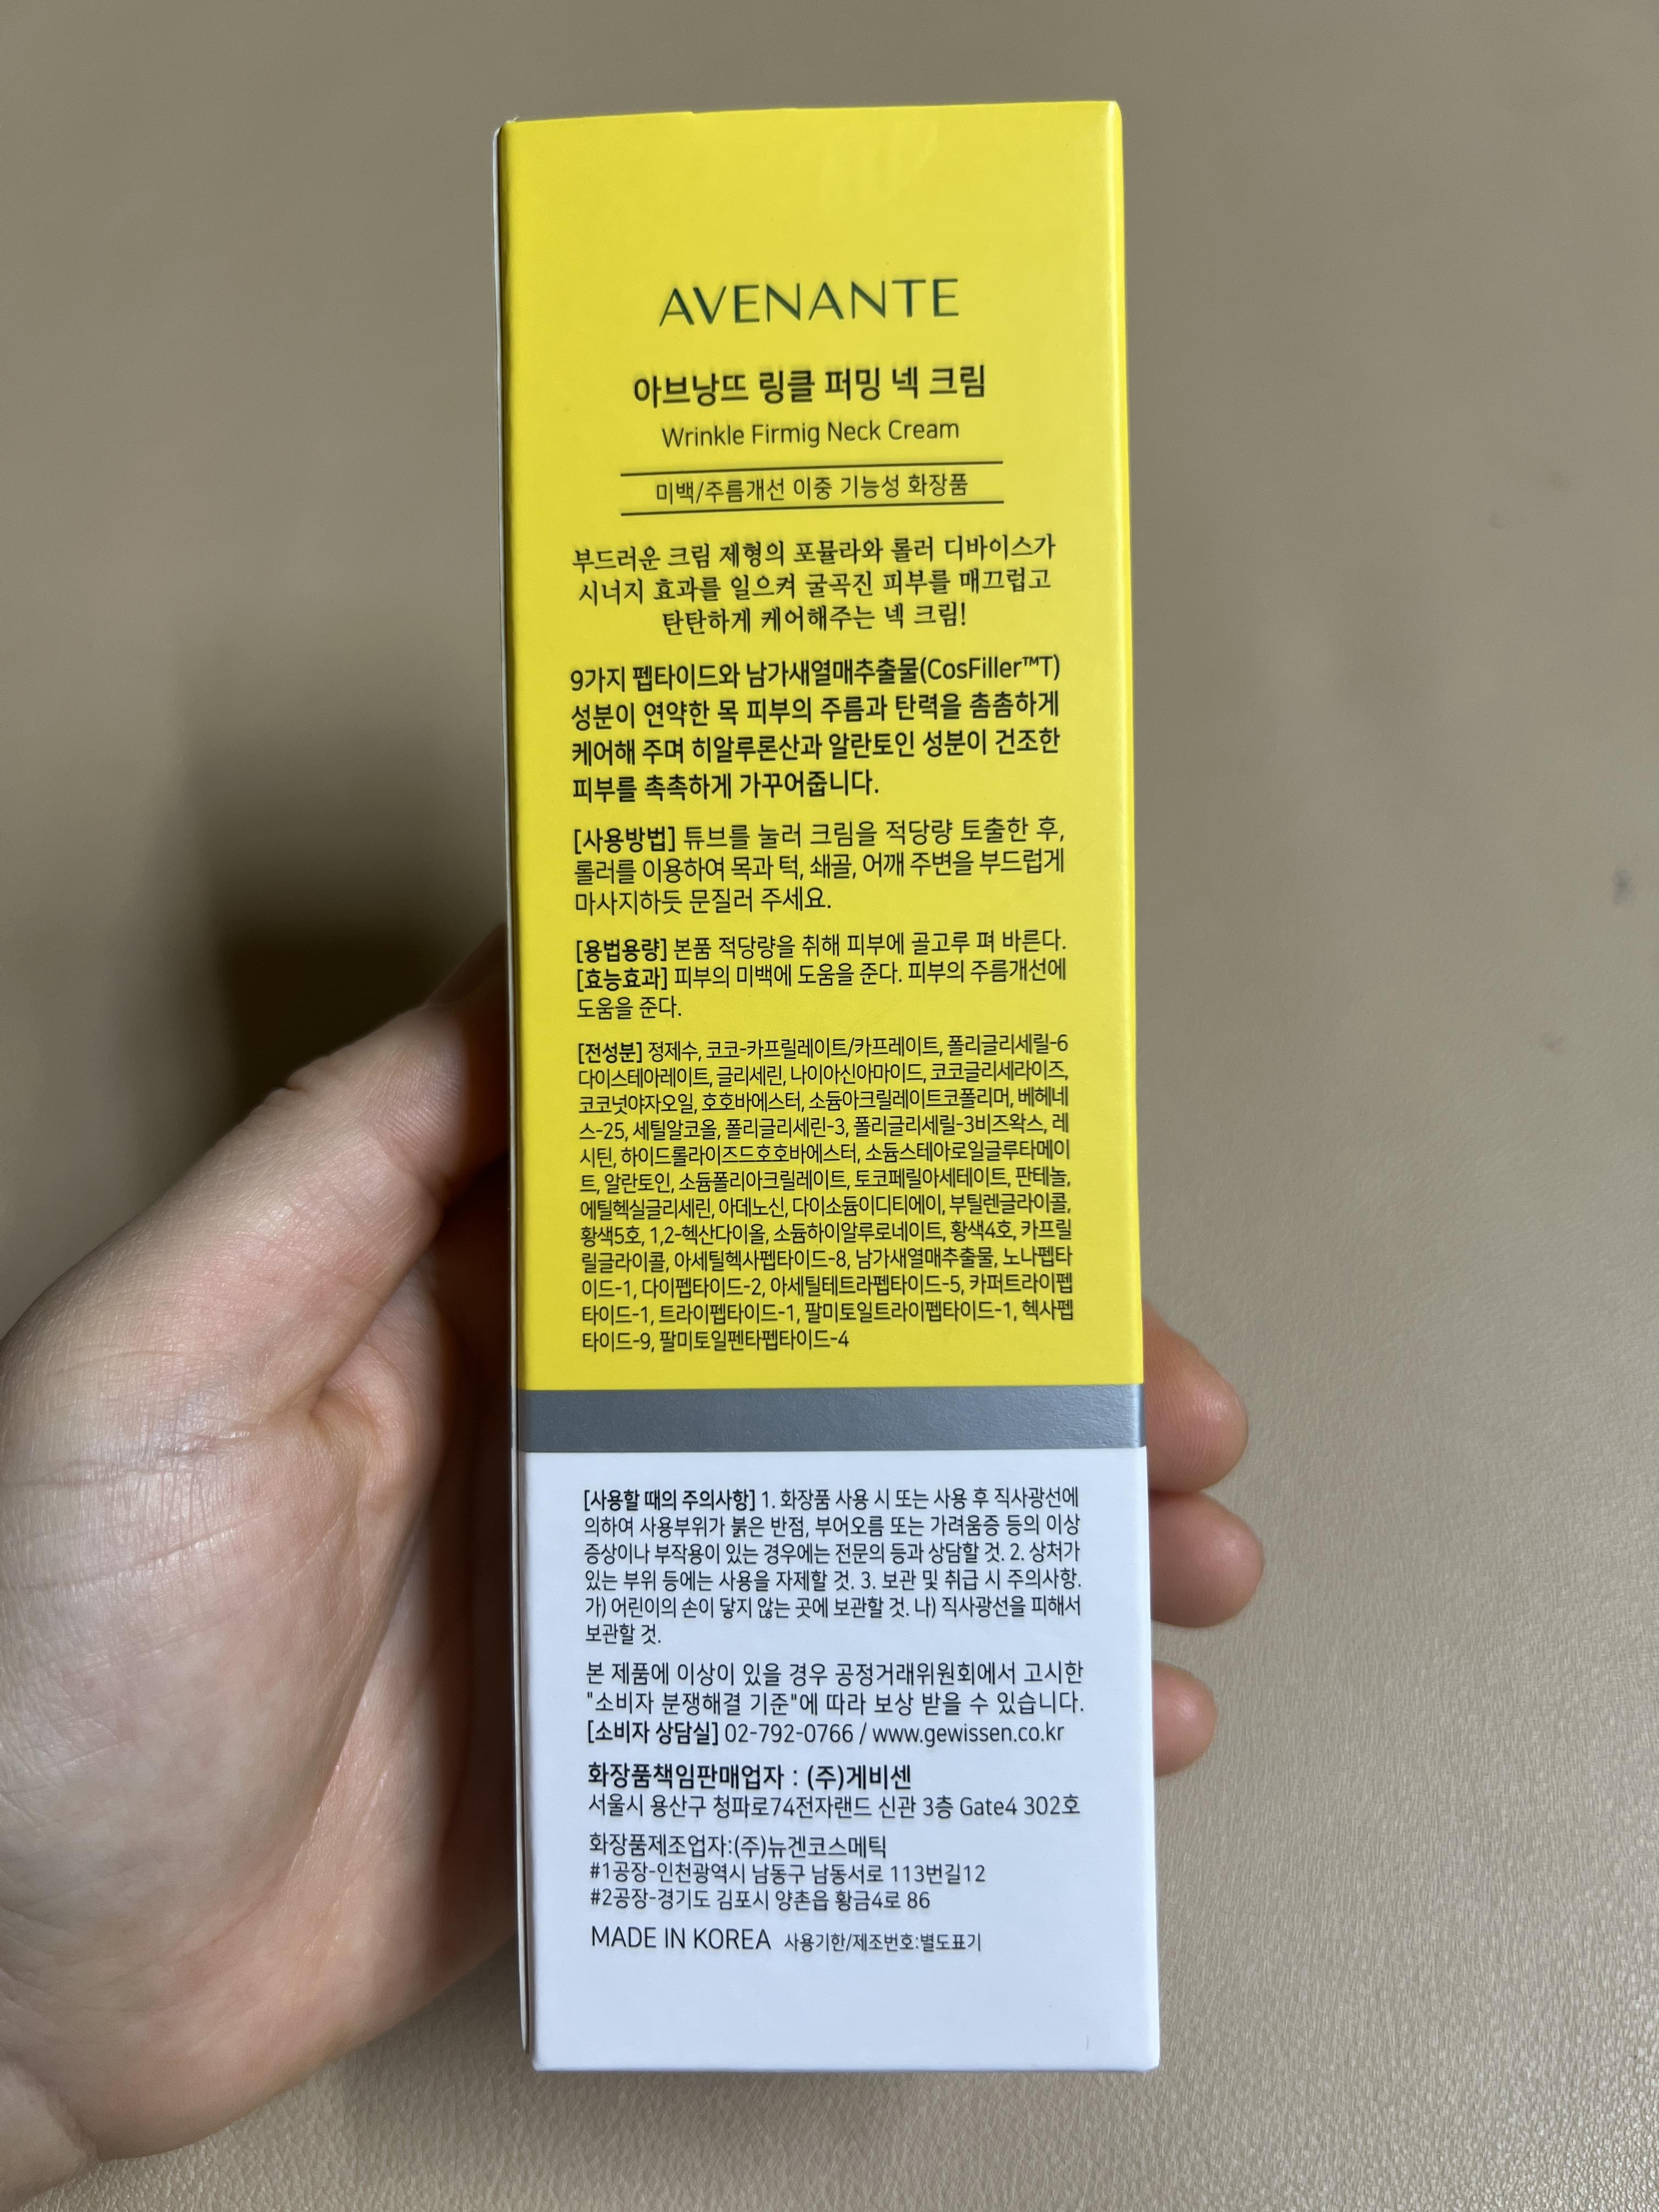 AVENANTE
아브낭뜨 링클 퍼밍 넥 크림
Wrinkle Firmig Neck Cream
미백/주름개선 이중 기능성 화장품
부드러운 크림 제형의 포뮬라와 롤러 디바이스가
시너지 효과를 일으켜 굴곡진 피부를 매끄럽고
탄탄하게 케어해주는 넥 크림!
9가지 펩타이드와 남가새열매추출물(CosFiller™T)
성분이 연약한 목 피부의 주름과 탄력을 촘촘하게
케어해 주며 히알루론산과 알란토인 성분이 건조한
피부를 촉촉하게 가꾸어줍니다.
[사용방법] 튜브를 눌러 크림을 적당량 토출한 후,
롤러를 이용하여 목과 턱, 쇄골, 어깨 주변을 부드럽게
마사지하듯 문질러 주세요.
[용법용량] 본품 적당량을 취해 피부에 골고루 펴 바른다.
[효능효과] 피부의 미백에 도움을 준다. 피부의 주름개선에
도움을 준다.
[전성분] 정제수, 코코-카프릴레이트/카프레이트, 폴리글리세릴-6
다이스테아레이트, 글리세린, 나이아신아마이드, 코코글리세라이즈,
코코넛야자오일, 호호바에스터, 소듐아크릴레이트코폴리머, 베헤네
스-25, 세틸알코올, 폴리글리세린-3, 폴리글리세릴-3비즈왁스, 레
시틴, 하이드롤라이즈드호호바에스터, 소듐스테아로일글루타메이
트, 알란토인, 소듐폴리아크릴레이트, 토코페릴아세테이트, 판테놀,
에틸헥실글리세린, 아데노신, 다이소듐이디티에이, 부틸렌글라이콜,
황색5호, 1,2-헥산다이올, 소듐하이알루로네이트, 황색4호, 카프릴
릴글라이콜, 아세틸헥사펩타이드-8, 남가새열매추출물, 노나펩타
이드-1, 다이펩타이드-2, 아세틸테트라펩타이드-5, 카퍼트라이펩
타이드-1, 트라이펩타이드-1, 팔미토일트라이펩타이드-1, 헥사펩
타이드-9, 팔미토일펜타펩타이드-4
[사용할 때의 주의사항] 1. 화장품 사용 시 또는 사용 후 직사광선에
의하여 사용부위가 붉은 반점, 부어오름 또는 가려움증 등의 이상
증상이나 부작용이 있는 경우에는 전문의 등과 상담할 것. 2. 상처가
있는 부위 등에는 사용을 자제할 것. 3. 보관 및 취급 시 주의사항.
가) 어린이의 손이 닿지 않는 곳에 보관할 것. 나) 직사광선을 피해서
보관할 것.
본 제품에 이상이 있을 경우 공정거래위원회에서 고시한
"소비자 분쟁해결 기준"에 따라 보상 받을 수 있습니다.
[소비자 상담실] 02-792-0766 / www.gewissen.co.kr
화장품책임판매업자 : (주)게비센
서울시 용산구 청파로74전자랜드 신관 3층 Gate4 302호
화장품제조업자:(주)뉴겐코스메틱
#1공장-인천광역시 남동구 남동서로 113번길12
#2공장-경기도 김포시 양촌읍 황금4로 86
MADE IN KOREA 사용기한/제조번호:별도표기